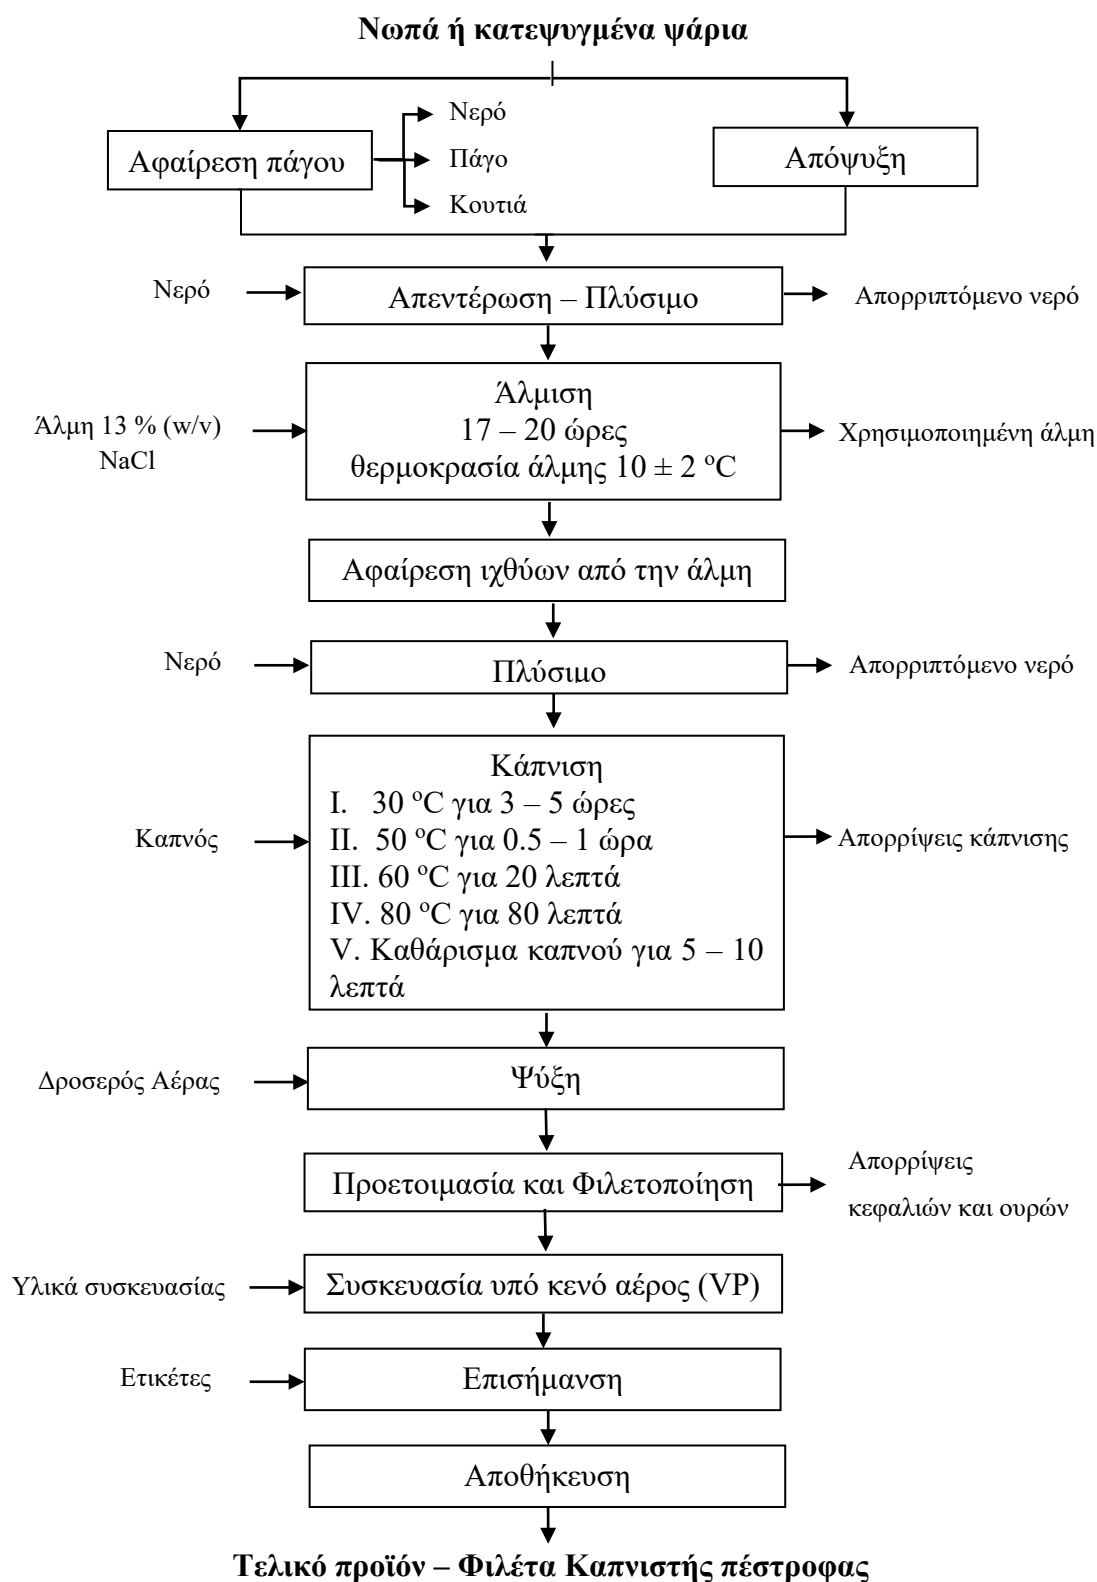 Νωπά ή κατεψυγμένα ψάρια
Αφαίρεση πάγου
Νερό
Πάγο
Κουτιά
Απόψυξη
Νερό
Απεντέρωση – Πλύσιμο
Απορριπτόμενο νερό
Άλμη 13 % (w/v)
NaCl
Άλμιση
17 – 20 ώρες
θερμοκρασία άλμης 10 ± 2 ºC
Χρησιμοποιημένη άλμη
Αφαίρεση ιχθύων από την άλμη
Νερό
Πλύσιμο
Απορριπτόμενο νερό
Καπνός
Κάπνιση
I. 30 ºC για 3 – 5 ώρες
II. 50 ºC για 0.5 – 1 ώρα
III. 60 ºC για 20 λεπτά
IV. 80 ºC για 80 λεπτά
V. Καθάρισμα καπνού για 5 – 10
λεπτά
Απορρίψεις κάπνισης
Δροσερός Αέρας
Ψύξη
Προετοιμασία και Φιλετοποίηση
Απορρίψεις
κεφαλιών και ουρών
Υλικά συσκευασίας
Συσκευασία υπό κενό αέρος (VP)
Ετικέτες
Επισήμανση
Αποθήκευση
Τελικό προϊόν – Φιλέτα Καπνιστής πέστροφας